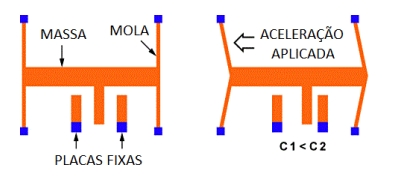 MASSA
MOLA
PLACAS FIXAS
ACELERAÇÃO
APLICADA
C1 < C2